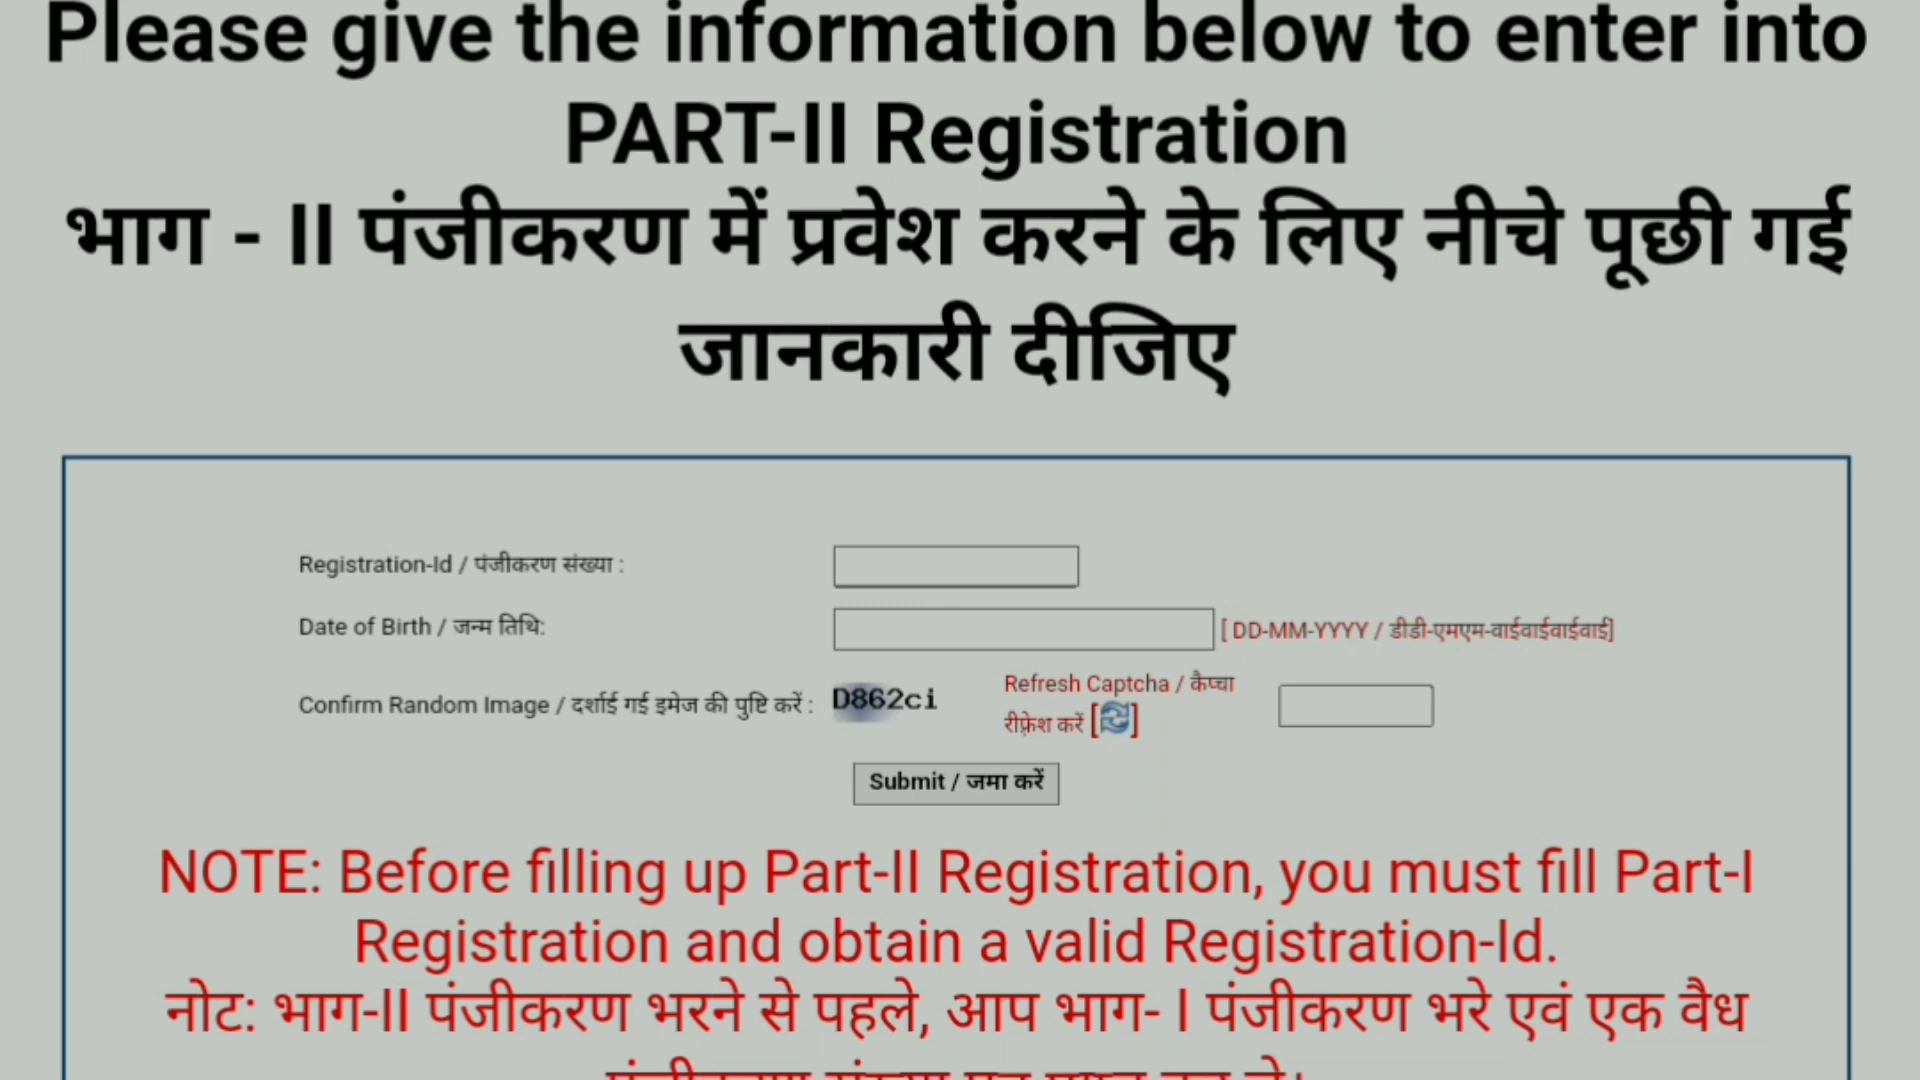 Please give the information below to enter into
PART-II Registration
भाग - II पंजीकरण में प्रवेश करने के लिए नीचे पूछी गई
जानकारी दीजिए
Registration-Id / पंजीकरण संख्या :
Date of Birth / जन्म तिथि: [ DD-MM-YYYY / डीडी-एमएम-वाईवाईवाईवाई]
Confirm Random Image / दर्शाई गई इमेज की पुष्टि करें : D862ci Refresh Captcha / कैप्चा
रीफ़्रेश करें []
Submit / जमा करें
NOTE: Before filling up Part-II Registration, you must fill Part-I
Registration and obtain a valid Registration-Id.
नोट: भाग-II पंजीकरण भरने से पहले, आप भाग- I पंजीकरण भरे एवं एक वैध